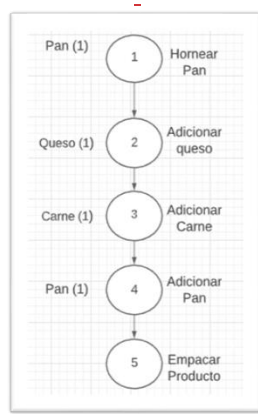 Pan (1)
1
Hornear
Pan
Queso (1)
2
Adicionar
queso
Carne (1)
3
Adicionar
Carne
Pan (1)
4
Adicionar
Pan
5
Empacar
Producto